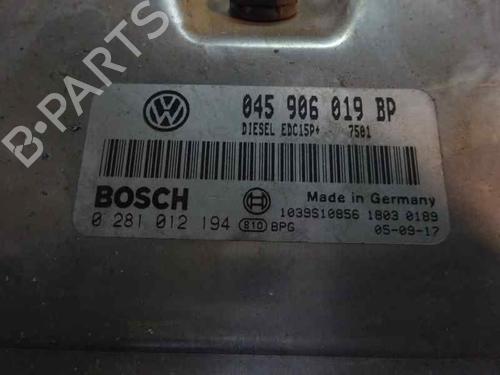 045 906 019 BP
DIESEL EDC15P+ 7501
BOSCH
Made in Germany
0 281 012 194 810 BPG
1039S10856 1803 0189
05-09-17
B-PARTS